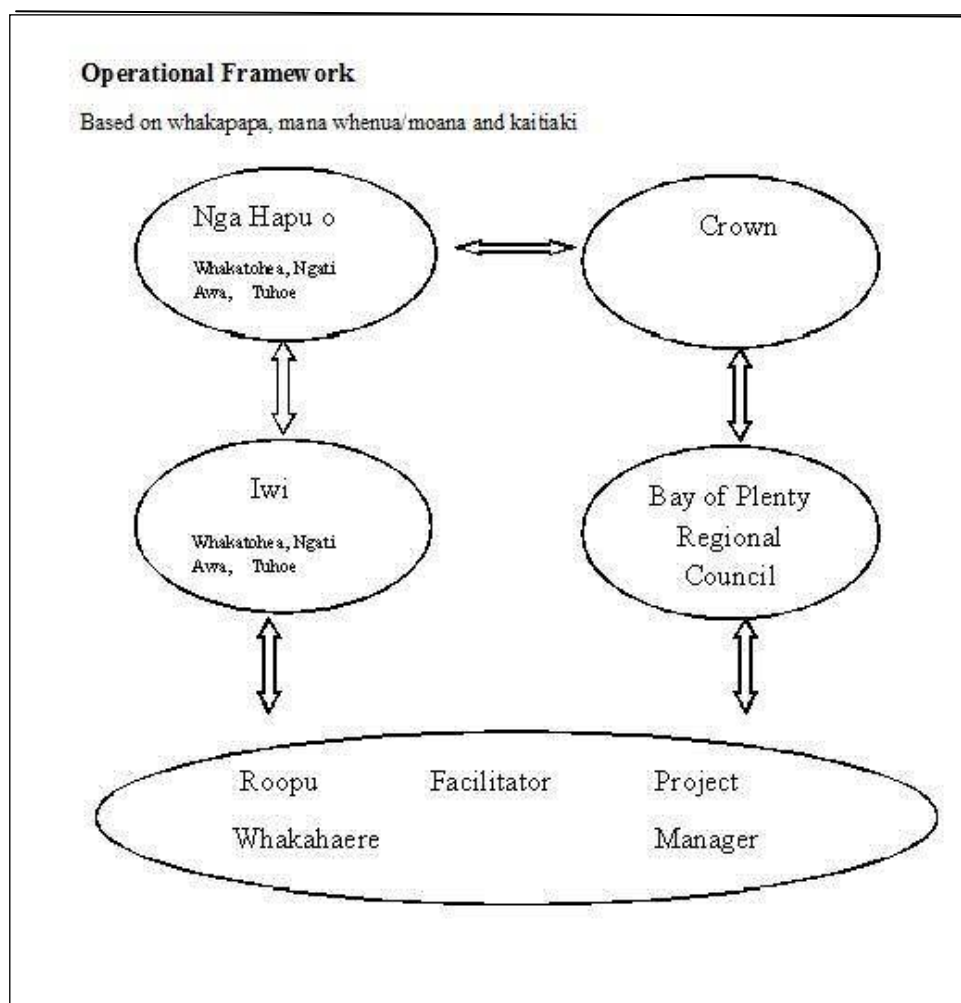 Operational Framework
Based on whakapapa, mana whenua/moana and kaitiaki
Nga Hapu o
Whakatohea, Ngati
Awa, Tuhoe
Crown
Iwi
Whakatohea, Ngati
Awa, Tuhoe
Bay of Plenty
Regional
Council
Roopu
Whakahaere
Facilitator
Project
Manager